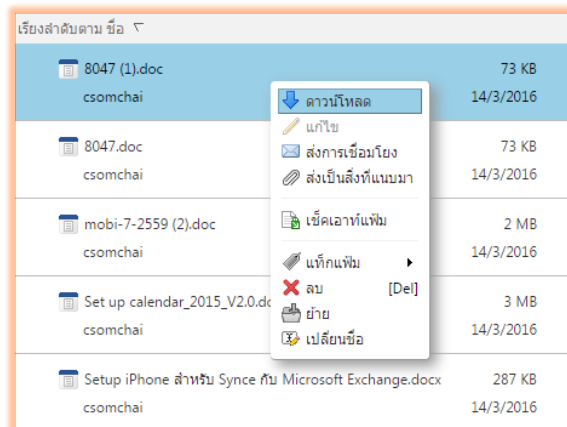 เรียงลำดับตาม ชื่อ
8047 (1).doc 73 KB
csomchai 14/3/2016
ดาวน์โหลด
แก้ไข
ส่งการเชื่อมโยง
ส่งเป็นสิ่งที่แนบมา
เช็คเอาท์แฟ้ม
แท็กแฟ้ม
ลบ [Del]
ย้าย
เปลี่ยนชื่อ
8047.doc 73 KB
csomchai 14/3/2016
mobi-7-2559 (2).doc 2 MB
csomchai 14/3/2016
Set up calendar_2015_V2.0.do 3 MB
csomchai 14/3/2016
Setup iPhone สำหรับ Synce กับ Microsoft Exchange.docx 287 KB
csomchai 14/3/2016